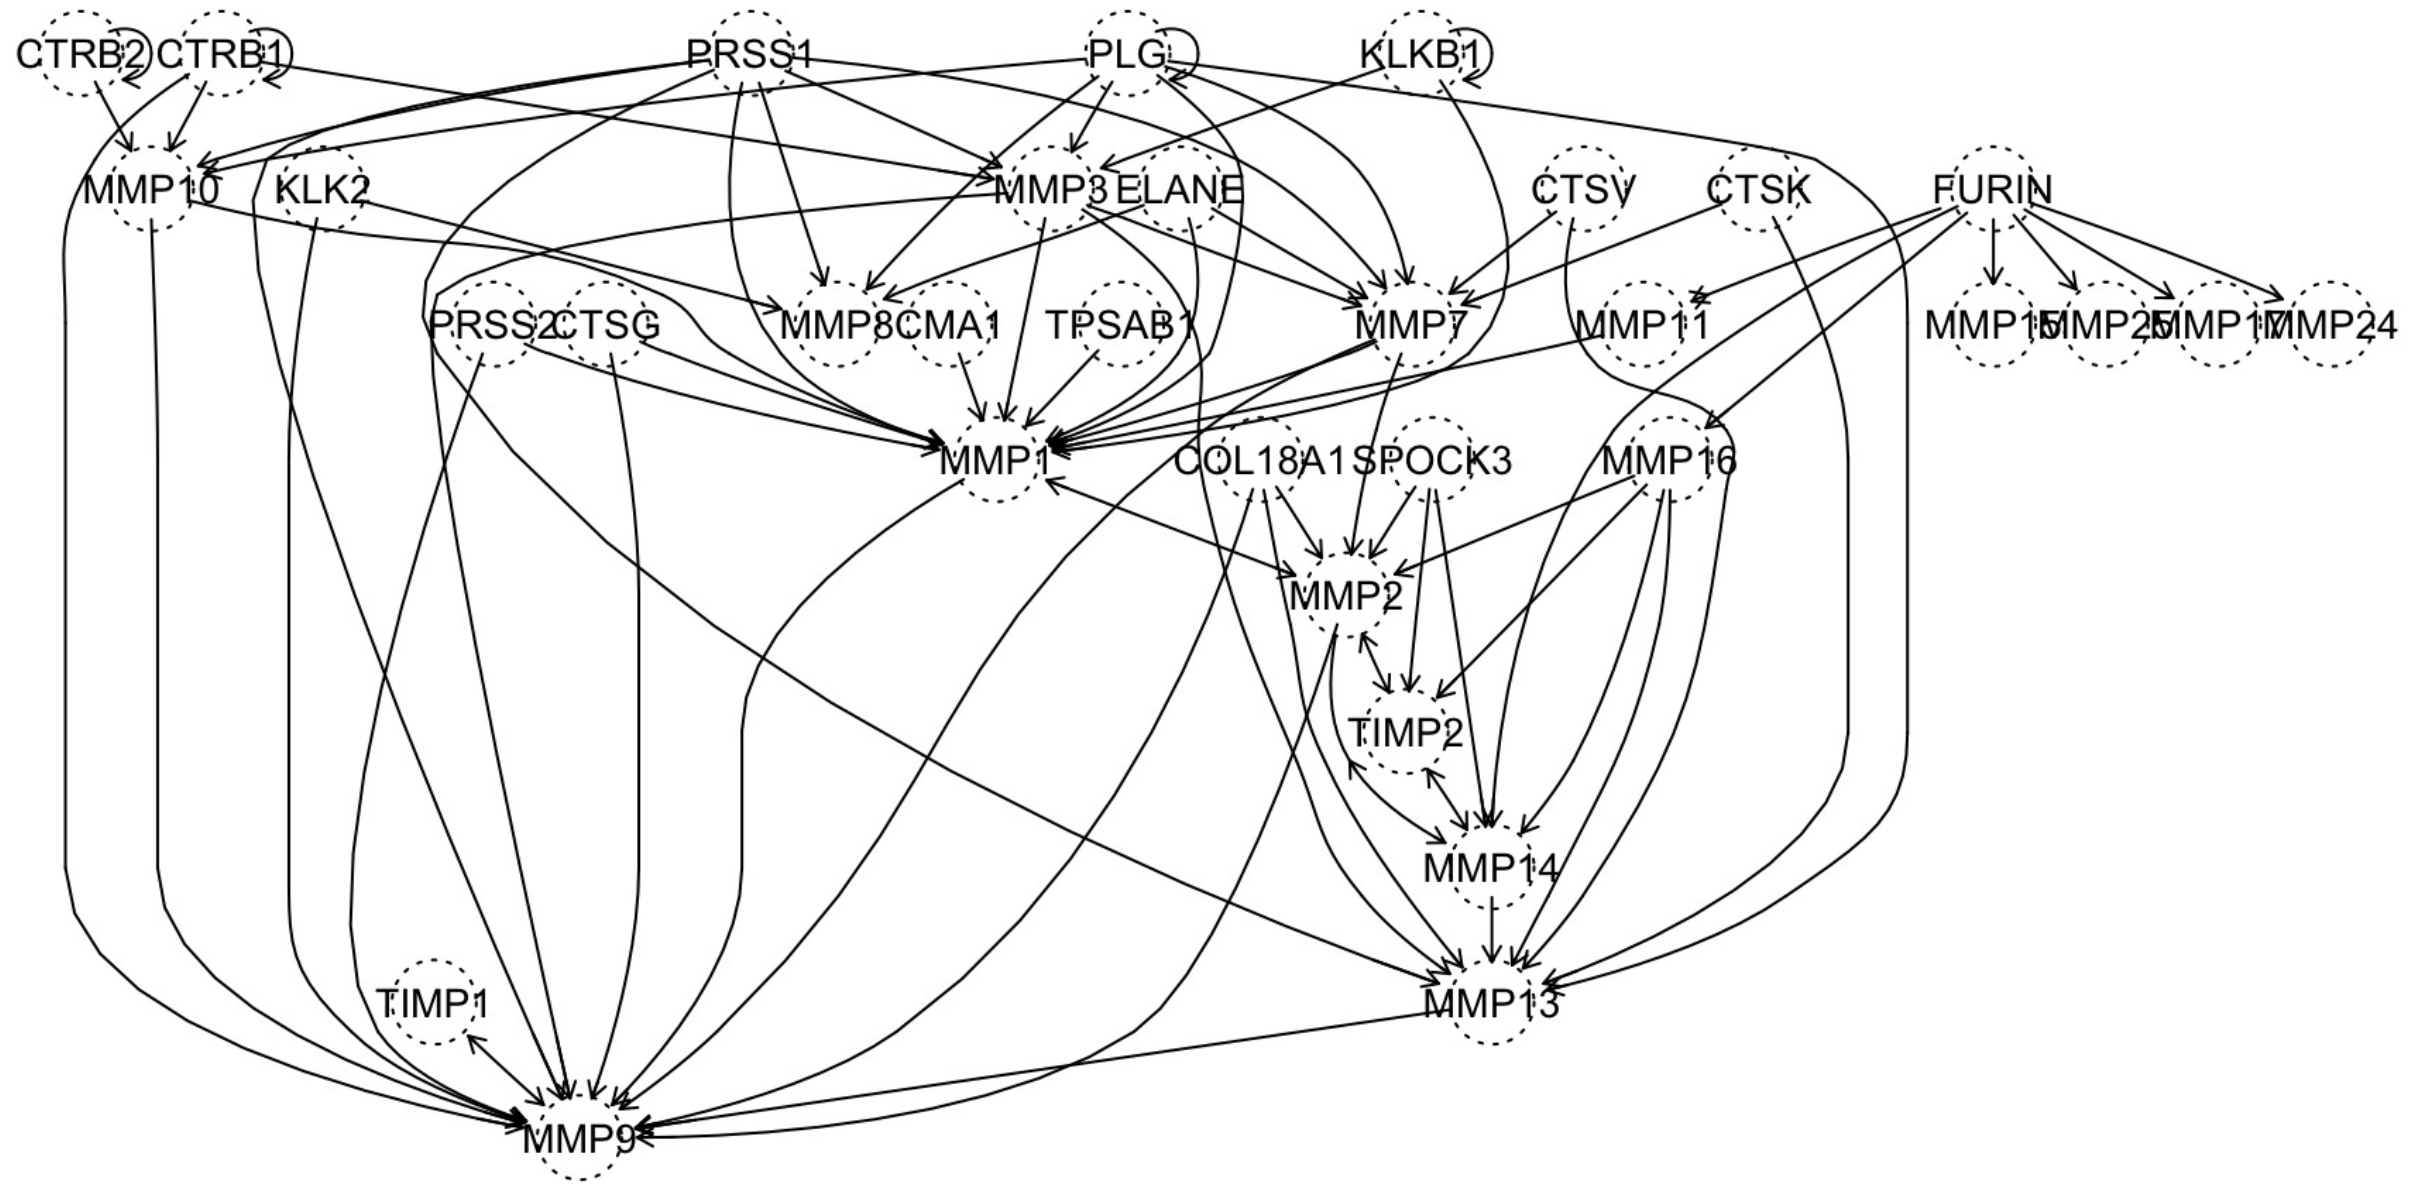 CTRB2 CTRB1 PRSS1 PLG KLKB1
MMP10 KLK2 MMP3 ELANE CTSV CTSK FURIN
PRSS2 CTSG MMP8 CMA1 TPSAB1 MMP7 MMP11 MMP15 MMP25 MMP17 MMP24
MMP1 COL18A1 SPOCK3 MMP16
MMP2
TIMP2
MMP14
TIMP1 MMP13
MMP9